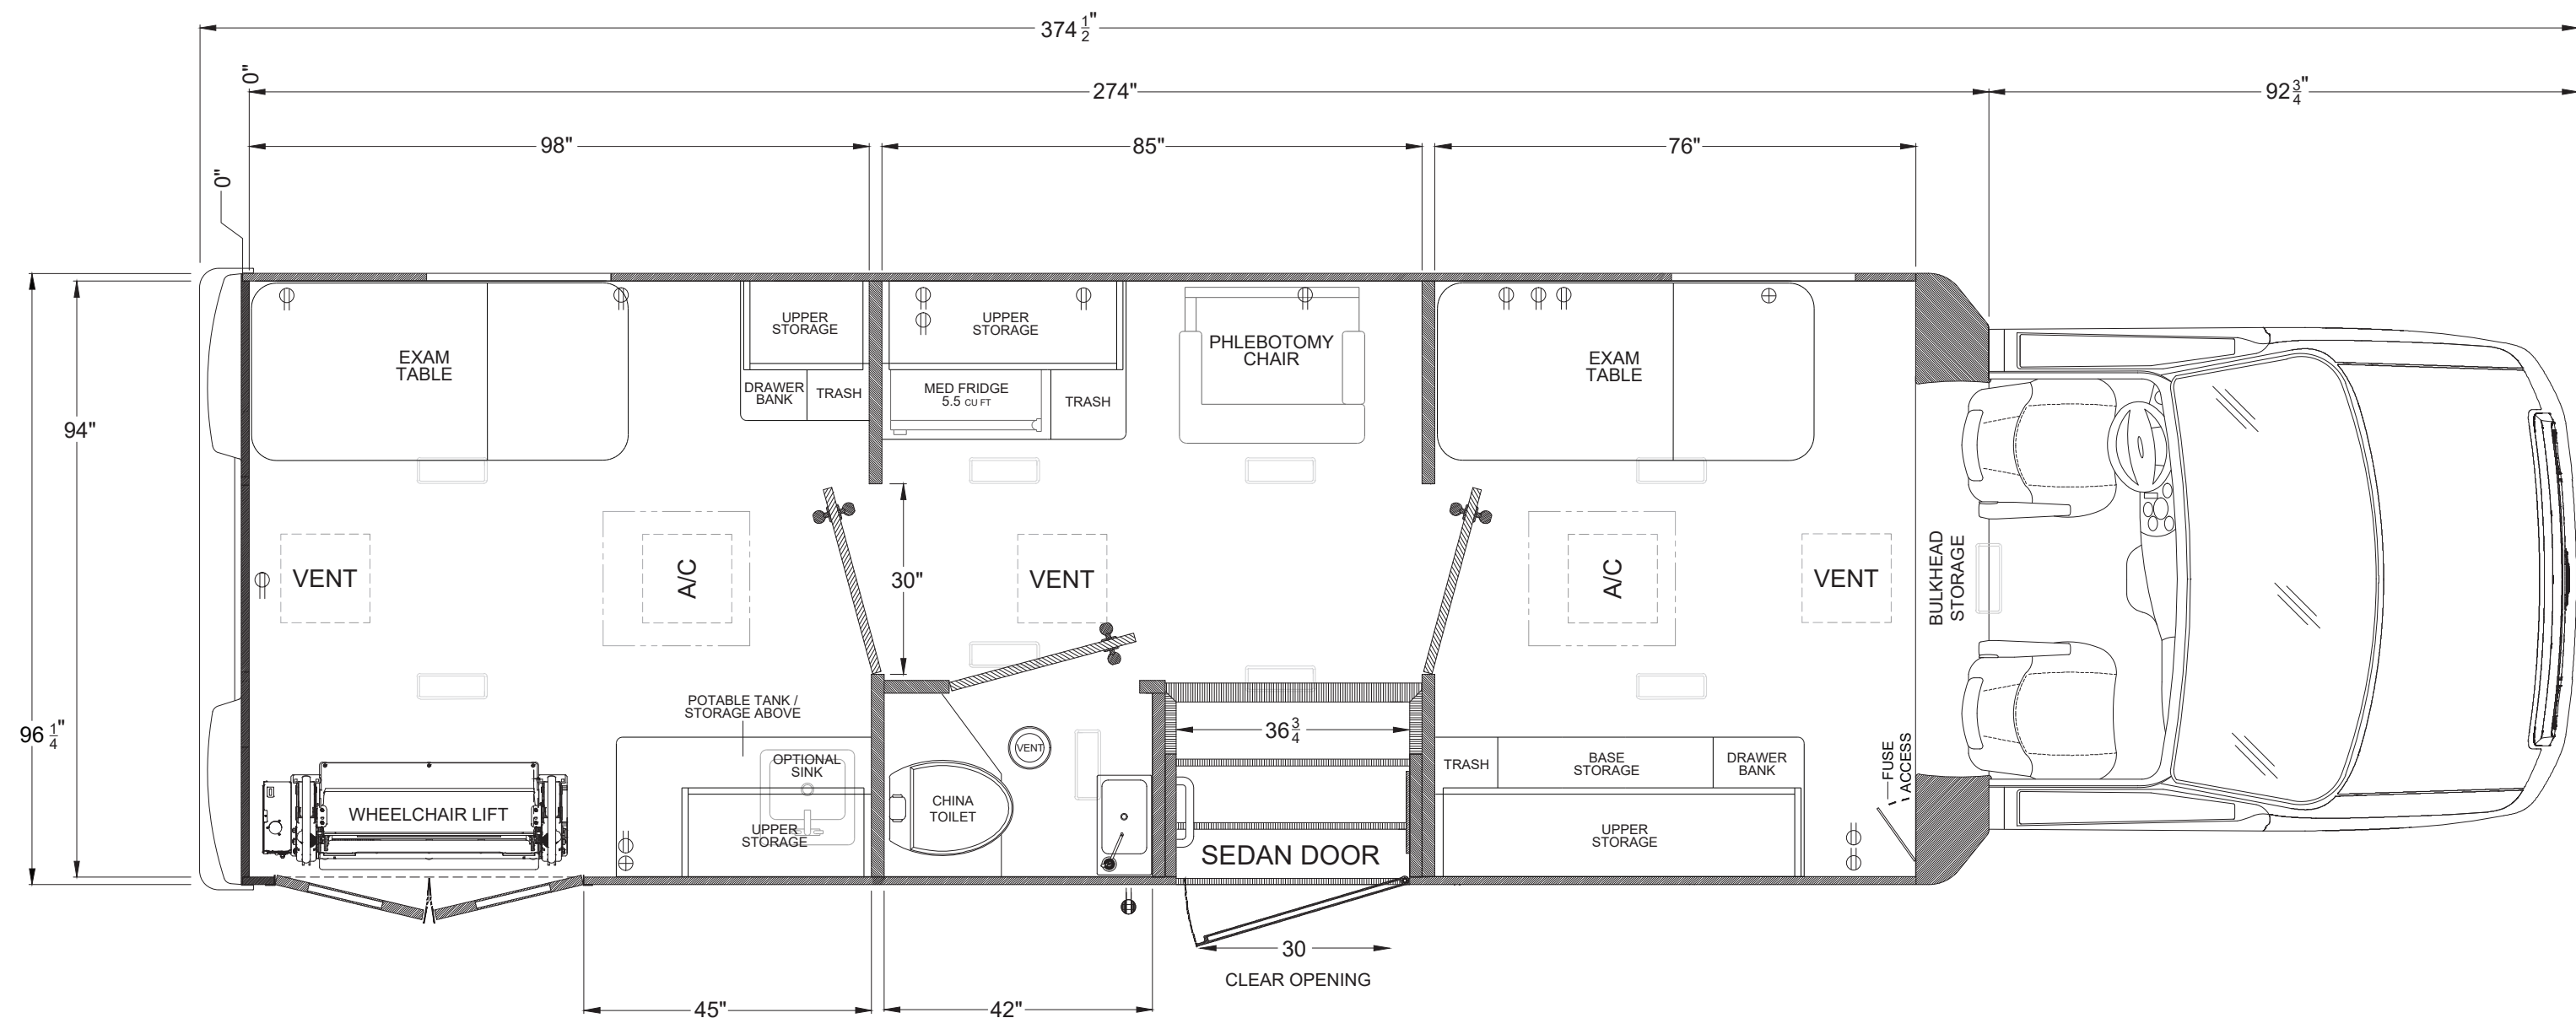 374 1/2"
0"
274"
92 3/4"
98"
85"
76"
0"
UPPER
STORAGE
UPPER
STORAGE
PHLEBOTOMY
CHAIR
EXAM
TABLE
EXAM
TABLE
DRAWER
BANK
TRASH
MED FRIDGE
5.5 CU FT
TRASH
94"
VENT
A/C
30"
VENT
A/C
VENT
BULKHEAD
STORAGE
96 1/4"
POTABLE TANK /
STORAGE ABOVE
36 3/4
VENT
OPTIONAL
SINK
TRASH
BASE
STORAGE
DRAWER
BANK
FUSE
ACCESS
WHEELCHAIR LIFT
CHINA
TOILET
UPPER
STORAGE
UPPER
STORAGE
SEDAN DOOR
30
CLEAR OPENING
45"
42"